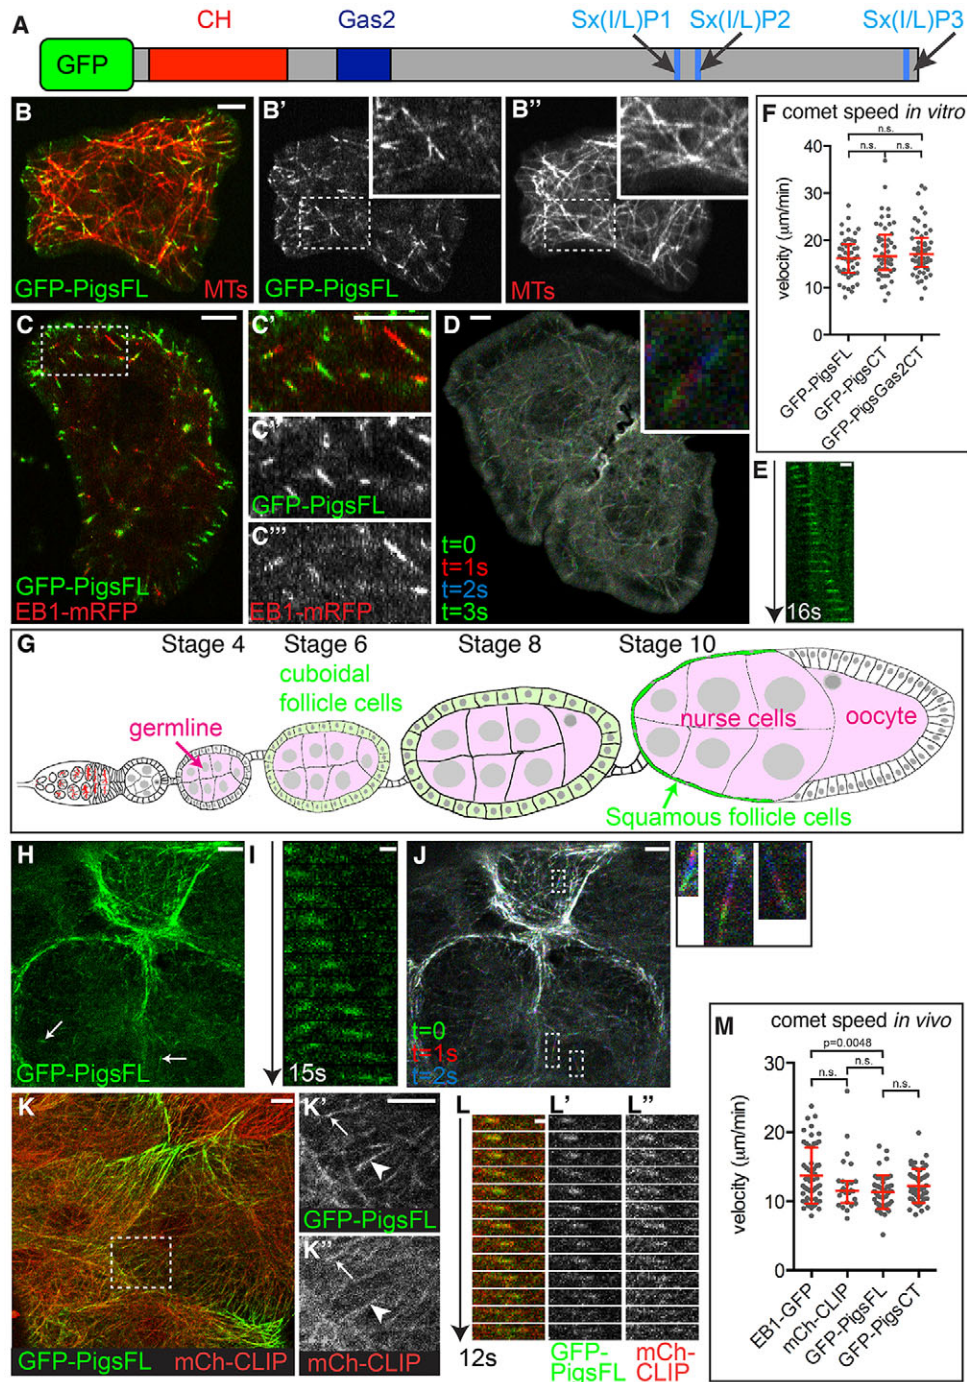 A
CH
Gas2
Sx(I/L)P1
Sx(I/L)P2
Sx(I/L)P3
GFP
B
GFP-PigsFL
MTs
B'
GFP-PigsFL
B''
MTs
F
comet speed in vitro
n.s.
n.s.
n.s.
velocity (μm/min)
40
30
20
10
0
GFP-PigsFL
GFP-PigsCT
GFP-PigsGas2CT
C
GFP-PigsFL
EB1-mRFP
C'
C''
GFP-PigsFL
C'''
EB1-mRFP
D
t=0
t=1s
t=2s
t=3s
E
16s
G
Stage 4
Stage 6
Stage 8
Stage 10
cuboidal
follicle cells
germline
nurse cells
oocyte
Squamous follicle cells
H
GFP-PigsFL
I
15s
J
t=0
t=1s
t=2s
K
GFP-PigsFL
mCh-CLIP
K'
GFP-PigsFL
K''
mCh-CLIP
L
L'
L''
12s
GFP-
PigsFL
mCh-
CLIP
M
comet speed in vivo
p=0.0048
n.s.
n.s.
n.s.
velocity (μm/min)
30
20
10
0
EB1-GFP
mCh-CLIP
GFP-PigsFL
GFP-PigsCT